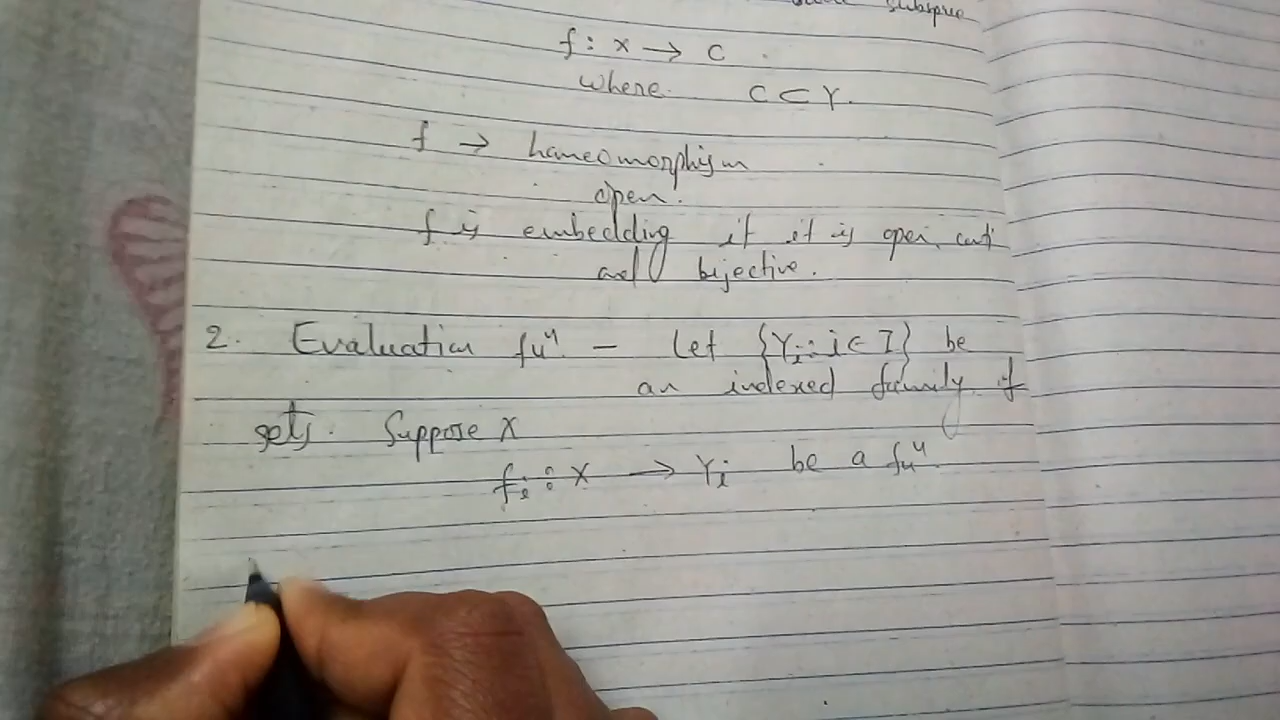 subspace
f : x → C .
where C ⊂ Y.
f → homeomorphism
open.
f is embedding if it is open, cont
and bijective.
2. Evaluation fuⁿ - Let {Yi : i ∈ I} be
an indexed family of
sets. Suppose X
fi : X → Yi be a fuⁿ